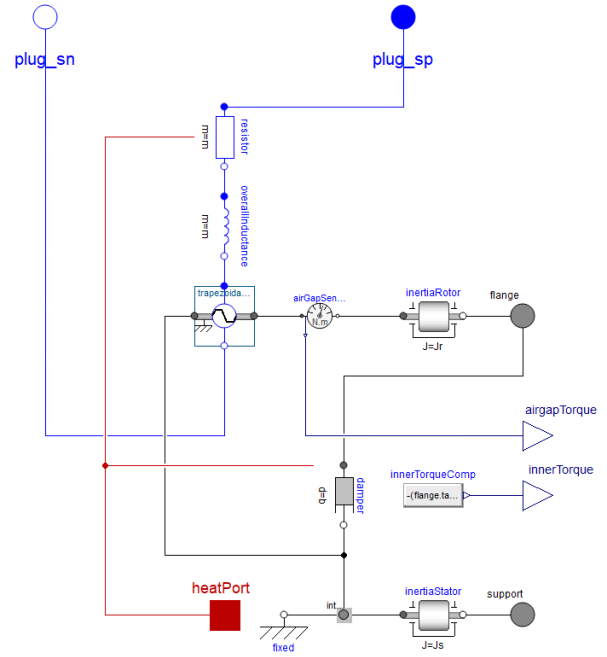 plug_sn
plug_sp
resistor
m=m
overallInductance
m=m
trapezoida...
airGapSen...
N.m
inertiaRotor
J=Jr
flange
airgapTorque
innerTorqueComp
-(flange.ta...
innerTorque
damper
d=b
heatPort
int...
fixed
inertiaStator
J=Js
support